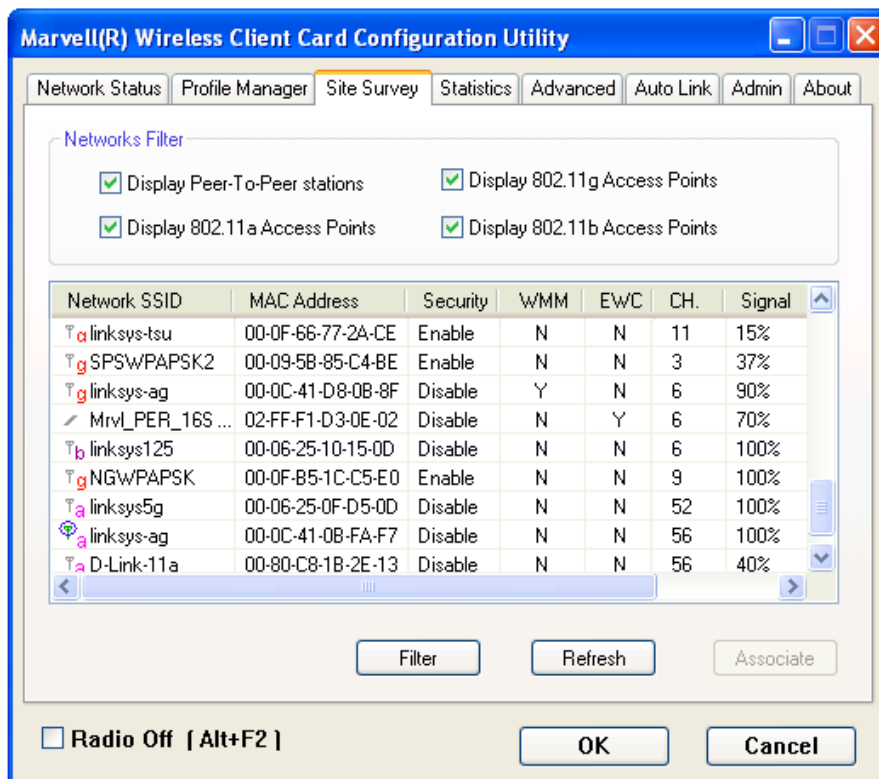 Marvell(R) Wireless Client Card Configuration Utility
Network Status Profile Manager Site Survey Statistics Advanced Auto Link Admin About
Networks Filter
Display Peer-To-Peer stations Display 802.11g Access Points
Display 802.11a Access Points Display 802.11b Access Points
Network SSID MAC Address Security WMM EWC CH. Signal
g linksys-tsu 00-0F-66-77-2A-CE Enable N N 11 15%
g SPSWPAPSK2 00-09-5B-85-C4-BE Enable N N 3 37%
g linksys-ag 00-0C-41-D8-0B-8F Disable Y N 6 90%
Mrvl_PER_16S ... 02-FF-F1-D3-0E-02 Disable N Y 6 70%
b linksys125 00-06-25-10-15-0D Disable N N 6 100%
g NGWPAPSK 00-0F-B5-1C-C5-E0 Enable N N 9 100%
a linksys5g 00-06-25-0F-D5-0D Disable N N 52 100%
a linksys-ag 00-0C-41-0B-FA-F7 Disable N N 56 100%
a D-Link-11a 00-80-C8-1B-2E-13 Disable N N 56 40%
Filter Refresh Associate
Radio Off [ Alt+F2 ] OK Cancel